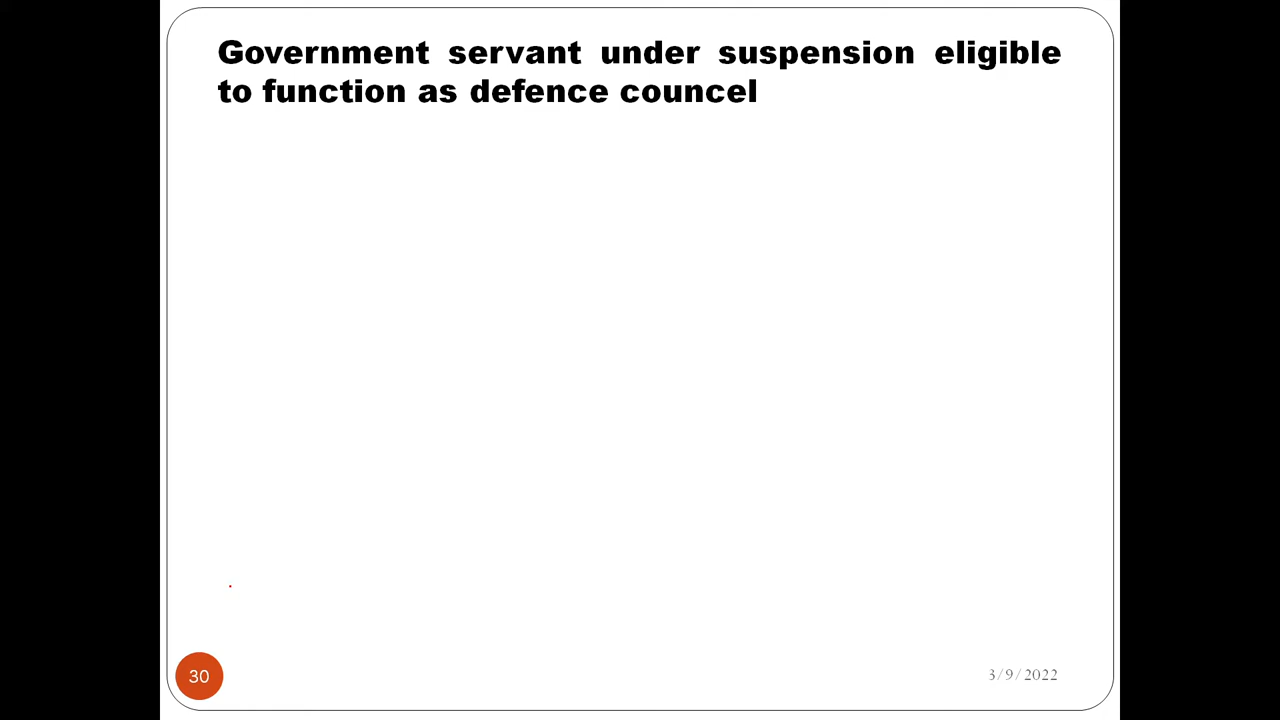 Government servant under suspension eligible
to function as defence councel
30
3/9/2022